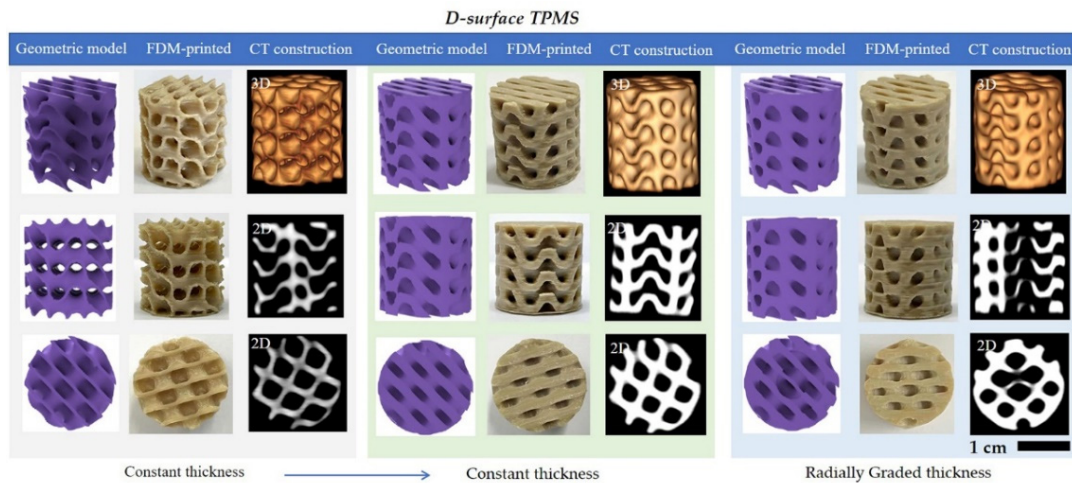 D-surface TPMS
Geometric model FDM-printed CT construction Geometric model FDM-printed CT construction Geometric model FDM-printed CT construction
3D 3D 3D
2D 2D 2D
2D 2D 2D
1 cm
Constant thickness Constant thickness Radially Graded thickness